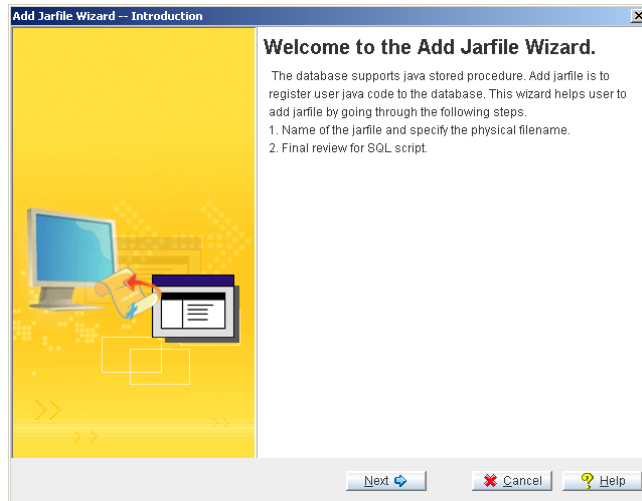 Add Jarfile Wizard -- Introduction
Welcome to the Add Jarfile Wizard.
The database supports java stored procedure. Add jarfile is to
register user java code to the database. This wizard helps user to
add jarfile by going through the following steps.
1. Name of the jarfile and specify the physical filename.
2. Final review for SQL script.
Next Cancel Help